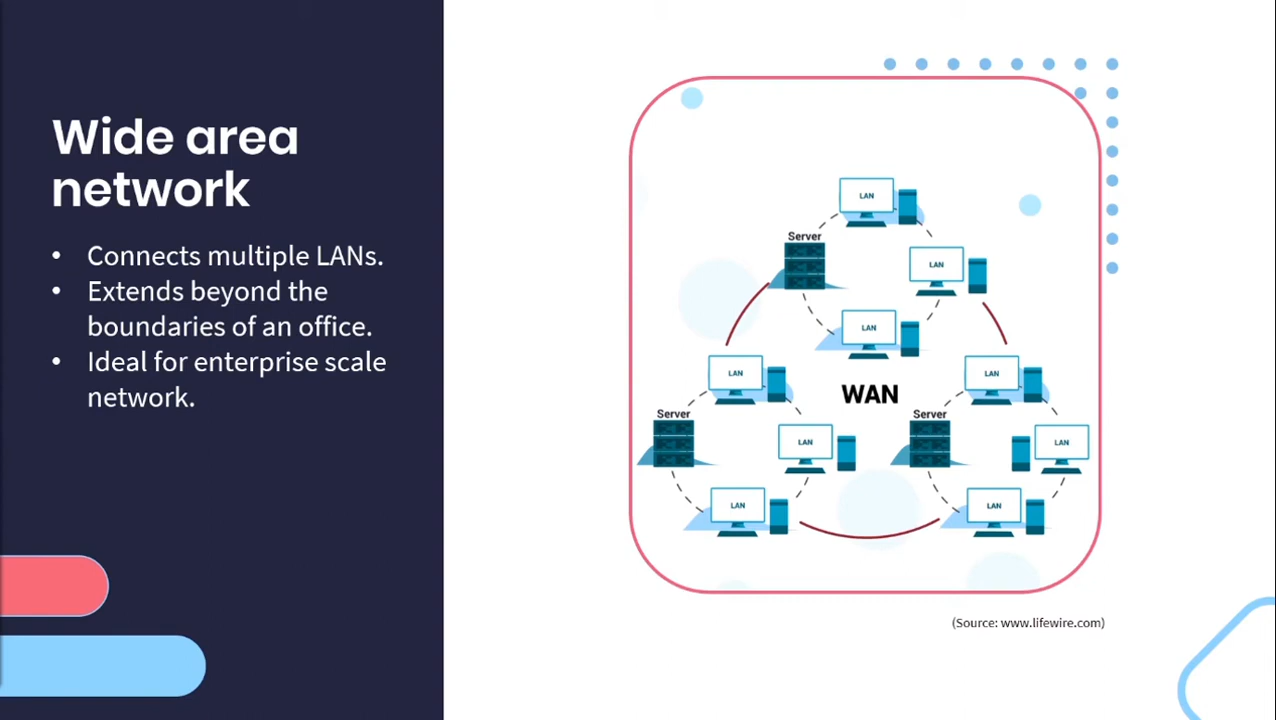 Wide area
network
• Connects multiple LANs.
• Extends beyond the
boundaries of an office.
• Ideal for enterprise scale
network.
LAN
Server
LAN
LAN
LAN
LAN
WAN
Server
Server
LAN
LAN
LAN
LAN
(Source: www.lifewire.com)